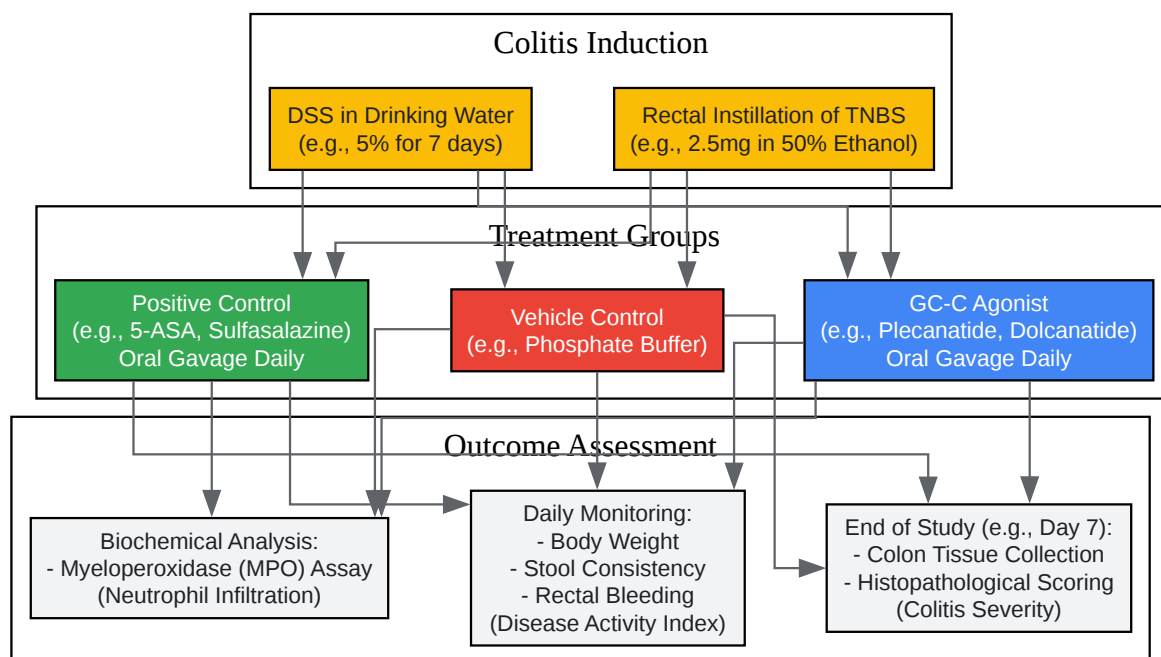 Colitis Induction
DSS in Drinking Water
(e.g., 5% for 7 days)
Rectal Instillation of TNBS
(e.g., 2.5mg in 50% Ethanol)
Treatment Groups
Positive Control
(e.g., 5-ASA, Sulfasalazine)
Oral Gavage Daily
Vehicle Control
(e.g., Phosphate Buffer)
GC-C Agonist
(e.g., Plecanatide, Dolcanatide)
Oral Gavage Daily
Outcome Assessment
Biochemical Analysis:
- Myeloperoxidase (MPO) Assay
(Neutrophil Infiltration)
Daily Monitoring:
- Body Weight
- Stool Consistency
- Rectal Bleeding
(Disease Activity Index)
End of Study (e.g., Day 7):
- Colon Tissue Collection
- Histopathological Scoring
(Colitis Severity)